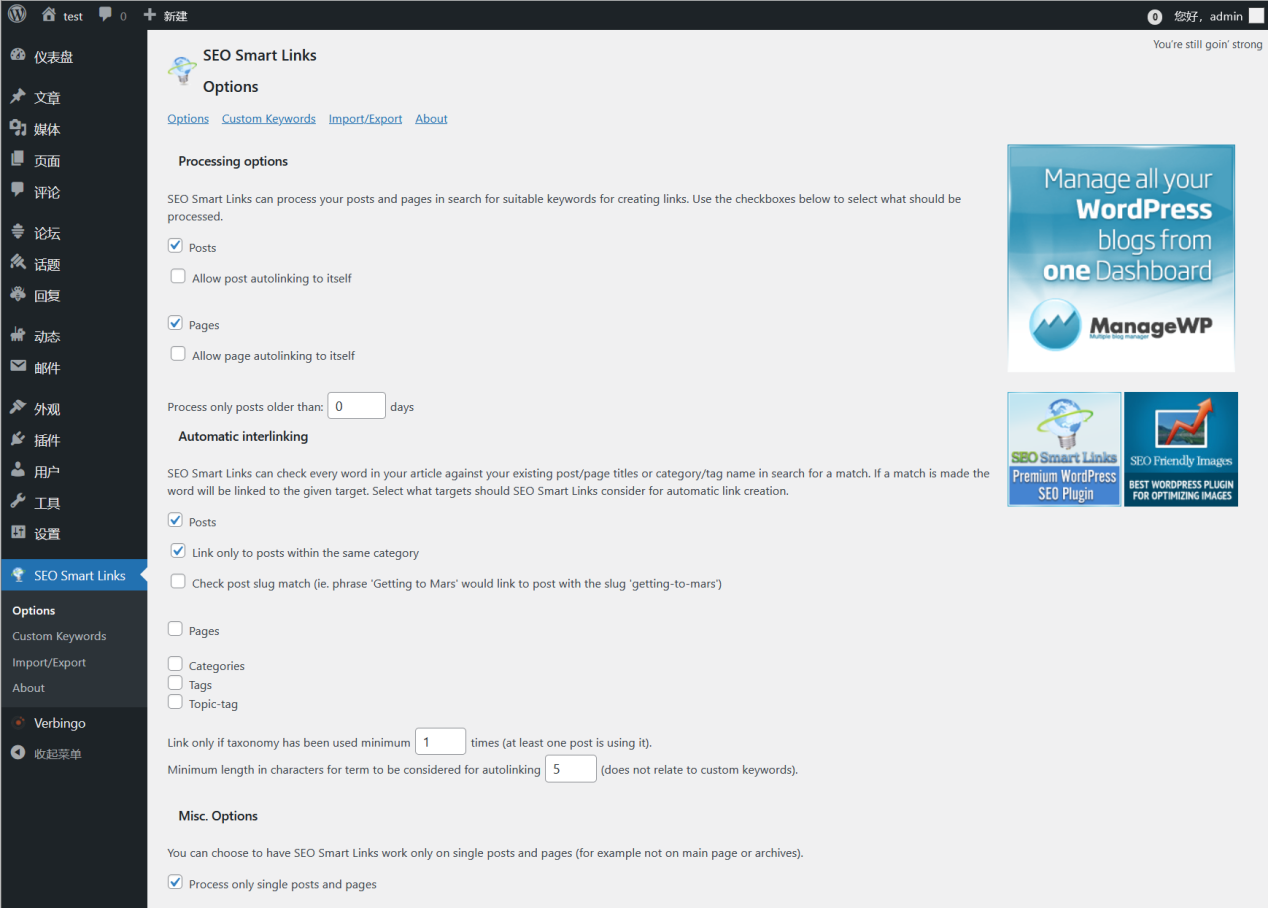 test
0
新建
0
您好，admin
You're still goin' strong
仪表盘
文章
媒体
页面
评论
论坛
话题
回复
动态
邮件
外观
插件
用户
工具
设置
SEO Smart Links
Options
Custom Keywords
Import/Export
About
Verbingo
收起菜单
SEO Smart Links
Options
Options Custom Keywords Import/Export About
Processing options
SEO Smart Links can process your posts and pages in search for suitable keywords for creating links. Use the checkboxes below to select what should be
processed.
Posts
Allow post autolinking to itself
Pages
Allow page autolinking to itself
Process only posts older than: 0 days
Automatic interlinking
SEO Smart Links can check every word in your article against your existing post/page titles or category/tag name in search for a match. If a match is made the
word will be linked to the given target. Select what targets should SEO Smart Links consider for automatic link creation.
Posts
Link only to posts within the same category
Check post slug match (ie. phrase 'Getting to Mars' would link to post with the slug 'getting-to-mars')
Pages
Categories
Tags
Topic-tag
Link only if taxonomy has been used minimum 1 times (at least one post is using it).
Minimum length in characters for term to be considered for autolinking 5 (does not relate to custom keywords).
Misc. Options
You can choose to have SEO Smart Links work only on single posts and pages (for example not on main page or archives).
Process only single posts and pages
Manage all your
WordPress
blogs from
one Dashboard
ManageWP
Multiple blog manager
SEO Smart Links
Premium WordPress
SEO Plugin
SEO Friendly Images
BEST WORDPRESS PLUGIN
FOR OPTIMIZING IMAGES